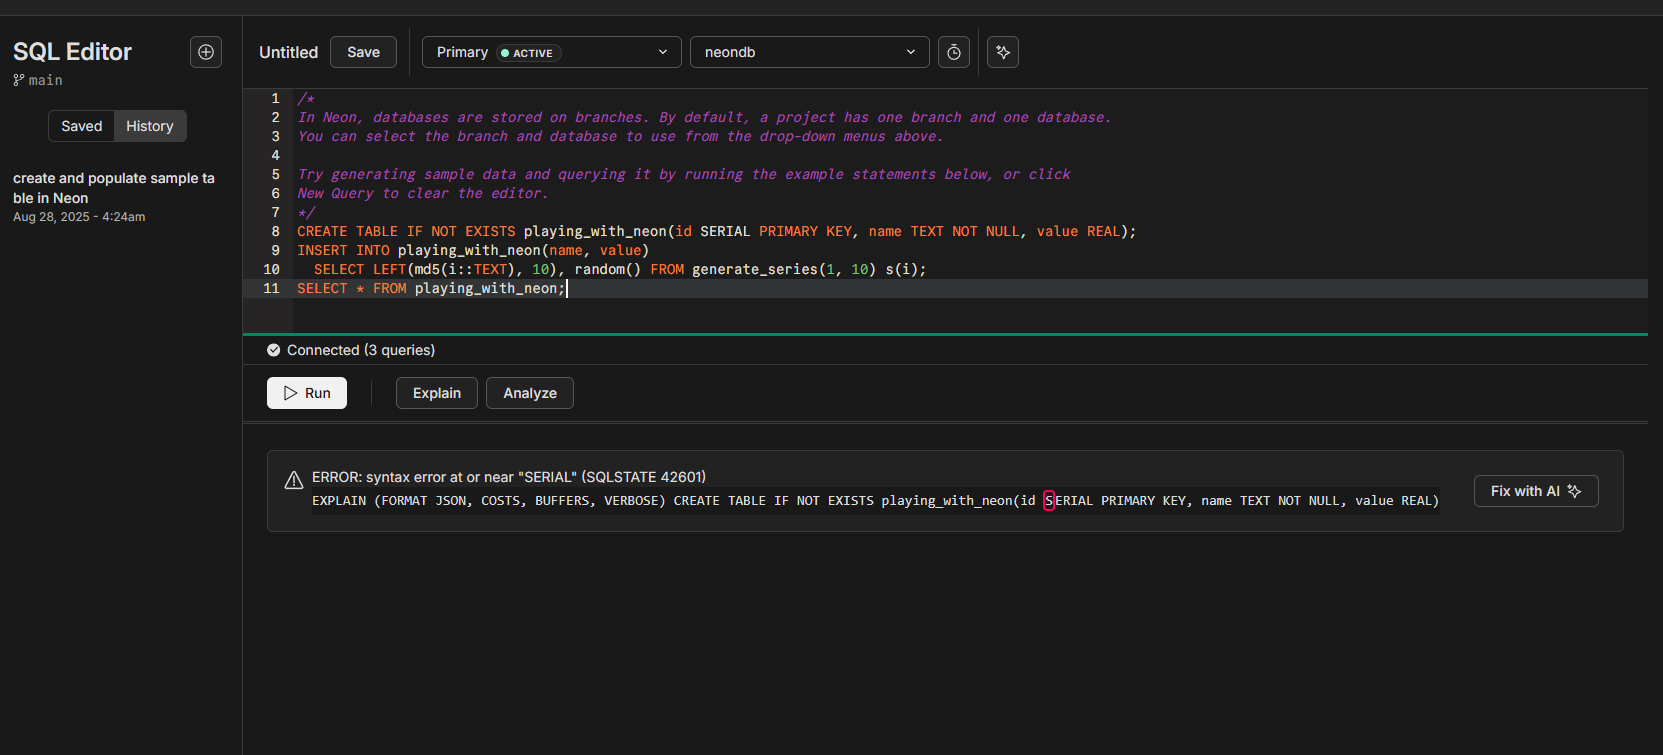 SQL Editor
main
Saved
History
create and populate sample ta
ble in Neon
Aug 28, 2025 - 4:24am
Untitled
Save
Primary
ACTIVE
neondb
1 /*
2 In Neon, databases are stored on branches. By default, a project has one branch and one database.
3 You can select the branch and database to use from the drop-down menus above.
4
5 Try generating sample data and querying it by running the example statements below, or click
6 New Query to clear the editor.
7 */
8 CREATE TABLE IF NOT EXISTS playing_with_neon(id SERIAL PRIMARY KEY, name TEXT NOT NULL, value REAL);
9 INSERT INTO playing_with_neon(name, value)
10   SELECT LEFT(md5(i::TEXT), 10), random() FROM generate_series(1, 10) s(i);
11 SELECT * FROM playing_with_neon;
Connected (3 queries)
Run
Explain
Analyze
ERROR: syntax error at or near "SERIAL" (SQLSTATE 42601)
EXPLAIN (FORMAT JSON, COSTS, BUFFERS, VERBOSE) CREATE TABLE IF NOT EXISTS playing_with_neon(id SERIAL PRIMARY KEY, name TEXT NOT NULL, value REAL)
Fix with AI